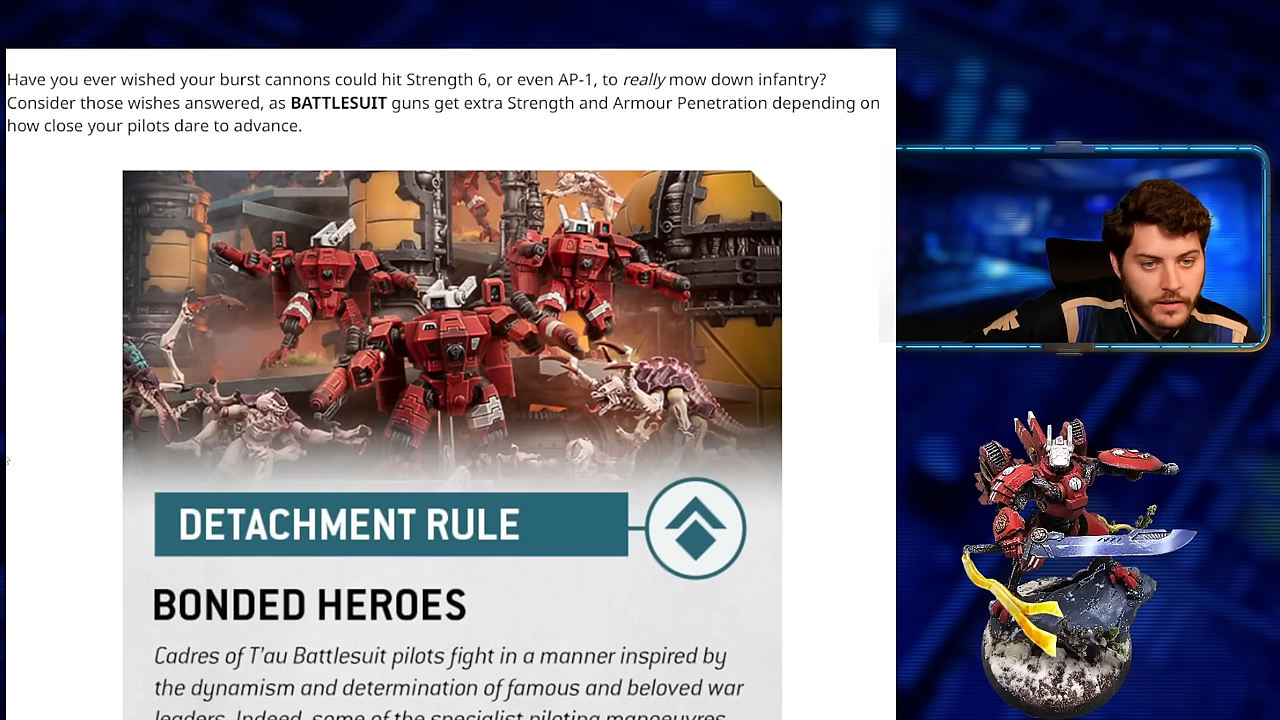 Have you ever wished your burst cannons could hit Strength 6, or even AP-1, to really mow down infantry?
Consider those wishes answered, as BATTLESUIT guns get extra Strength and Armour Penetration depending on
how close your pilots dare to advance.
DETACHMENT RULE
BONDED HEROES
Cadres of T'au Battlesuit pilots fight in a manner inspired by
the dynamism and determination of famous and beloved war
leaders. Indeed, some of the specialist piloting manoeuvres